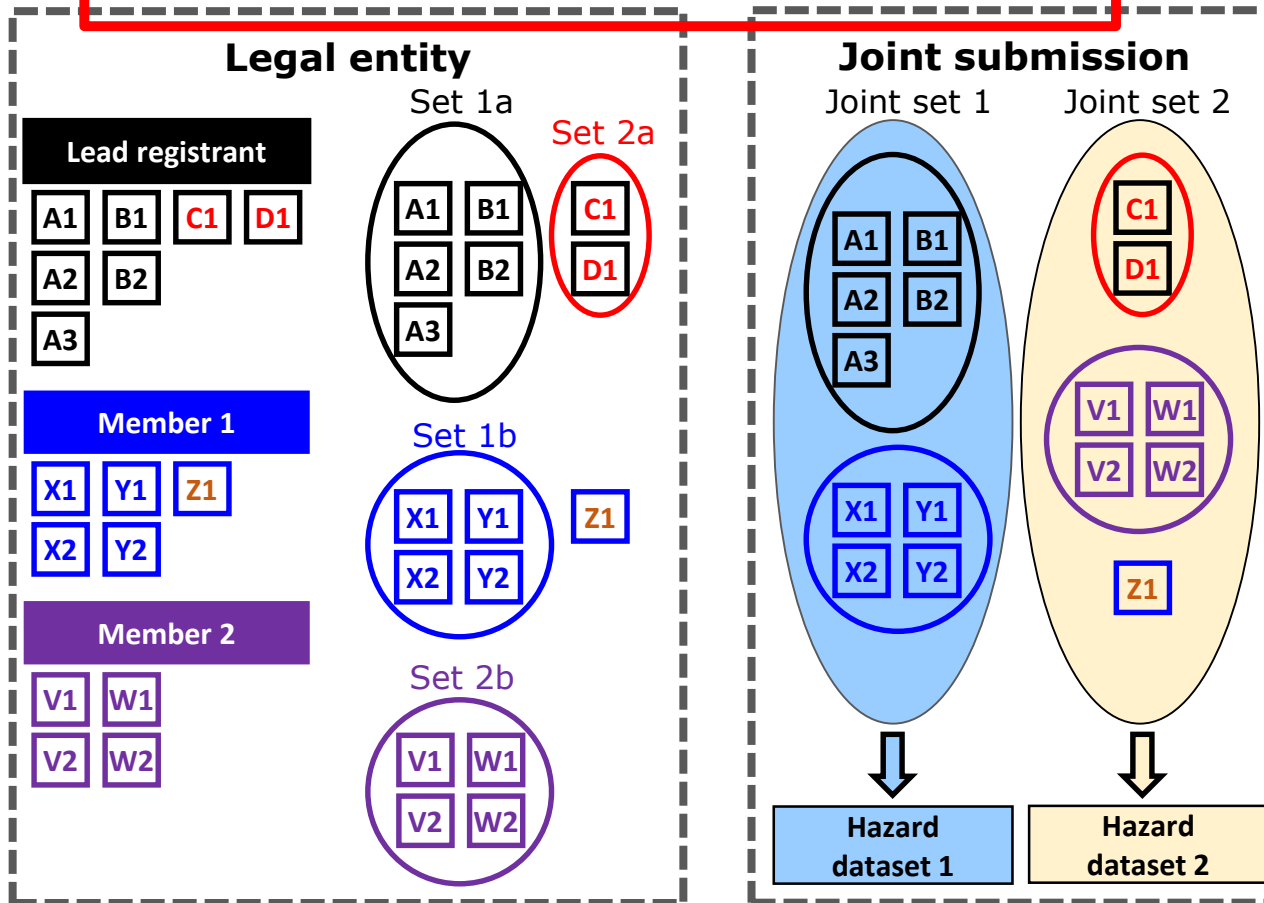 Legal entity
Set 1a
Set 2a
Lead registrant
A1 B1 C1 D1
A2 B2
A3
A1 B1
A2 B2
A3
C1
D1
Member 1
X1 Y1 Z1
X2 Y2
Set 1b
X1 Y1
X2 Y2
Z1
Member 2
V1 W1
V2 W2
Set 2b
V1 W1
V2 W2
Joint submission
Joint set 1
Joint set 2
A1 B1
A2 B2
A3
X1 Y1
X2 Y2
C1
D1
V1 W1
V2 W2
Z1
Hazard
dataset 1
Hazard
dataset 2